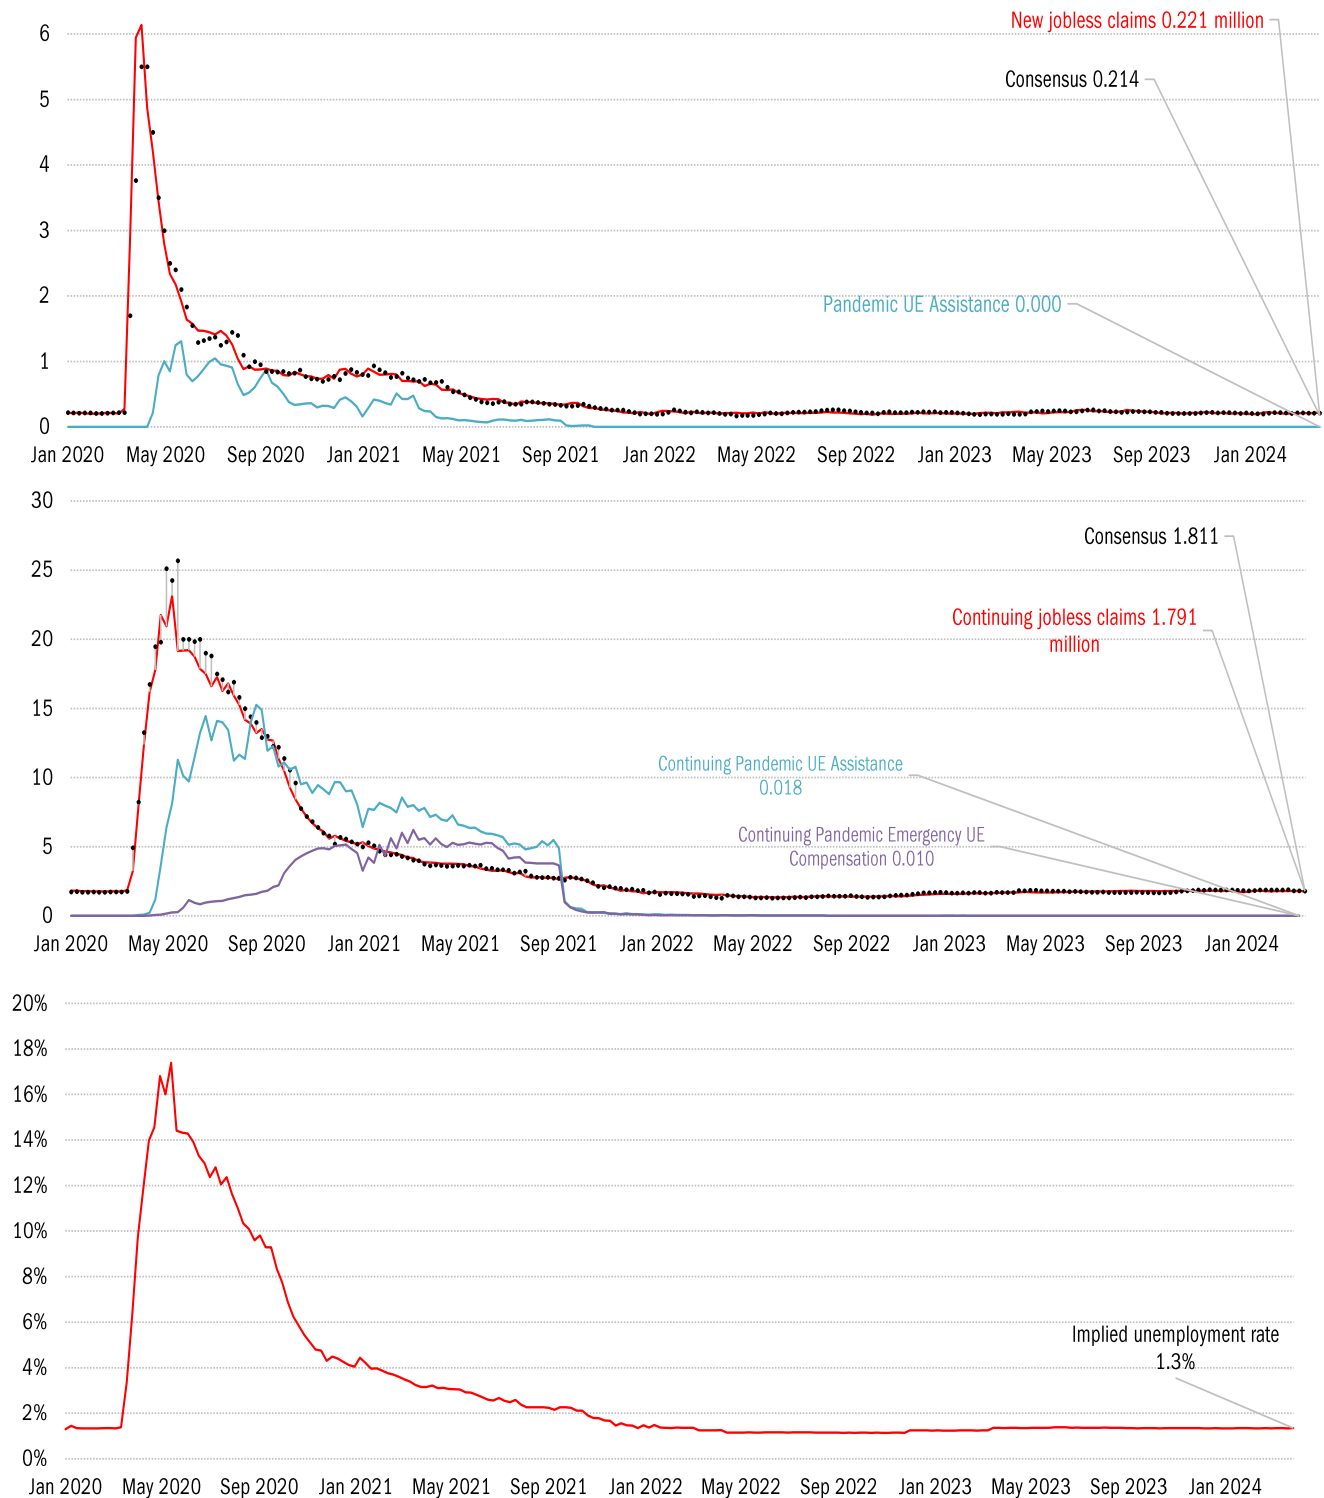 New jobless claims 0.221 million
6
Consensus 0.214
5
4
3
2
Pandemic UE Assistance 0.000
1
0
Jan 2020 May 2020 Sep 2020 Jan 2021 May 2021 Sep 2021 Jan 2022 May 2022 Sep 2022 Jan 2023 May 2023 Sep 2023 Jan 2024
30
Consensus 1.811
25
Continuing jobless claims 1.791
million
20
15
Continuing Pandemic UE Assistance
0.018
10
Continuing Pandemic Emergency UE
Compensation 0.010
5
0
Jan 2020 May 2020 Sep 2020 Jan 2021 May 2021 Sep 2021 Jan 2022 May 2022 Sep 2022 Jan 2023 May 2023 Sep 2023 Jan 2024
20%
18%
16%
14%
12%
10%
8%
6%
Implied unemployment rate
1.3%
4%
2%
0%
Jan 2020 May 2020 Sep 2020 Jan 2021 May 2021 Sep 2021 Jan 2022 May 2022 Sep 2022 Jan 2023 May 2023 Sep 2023 Jan 2024